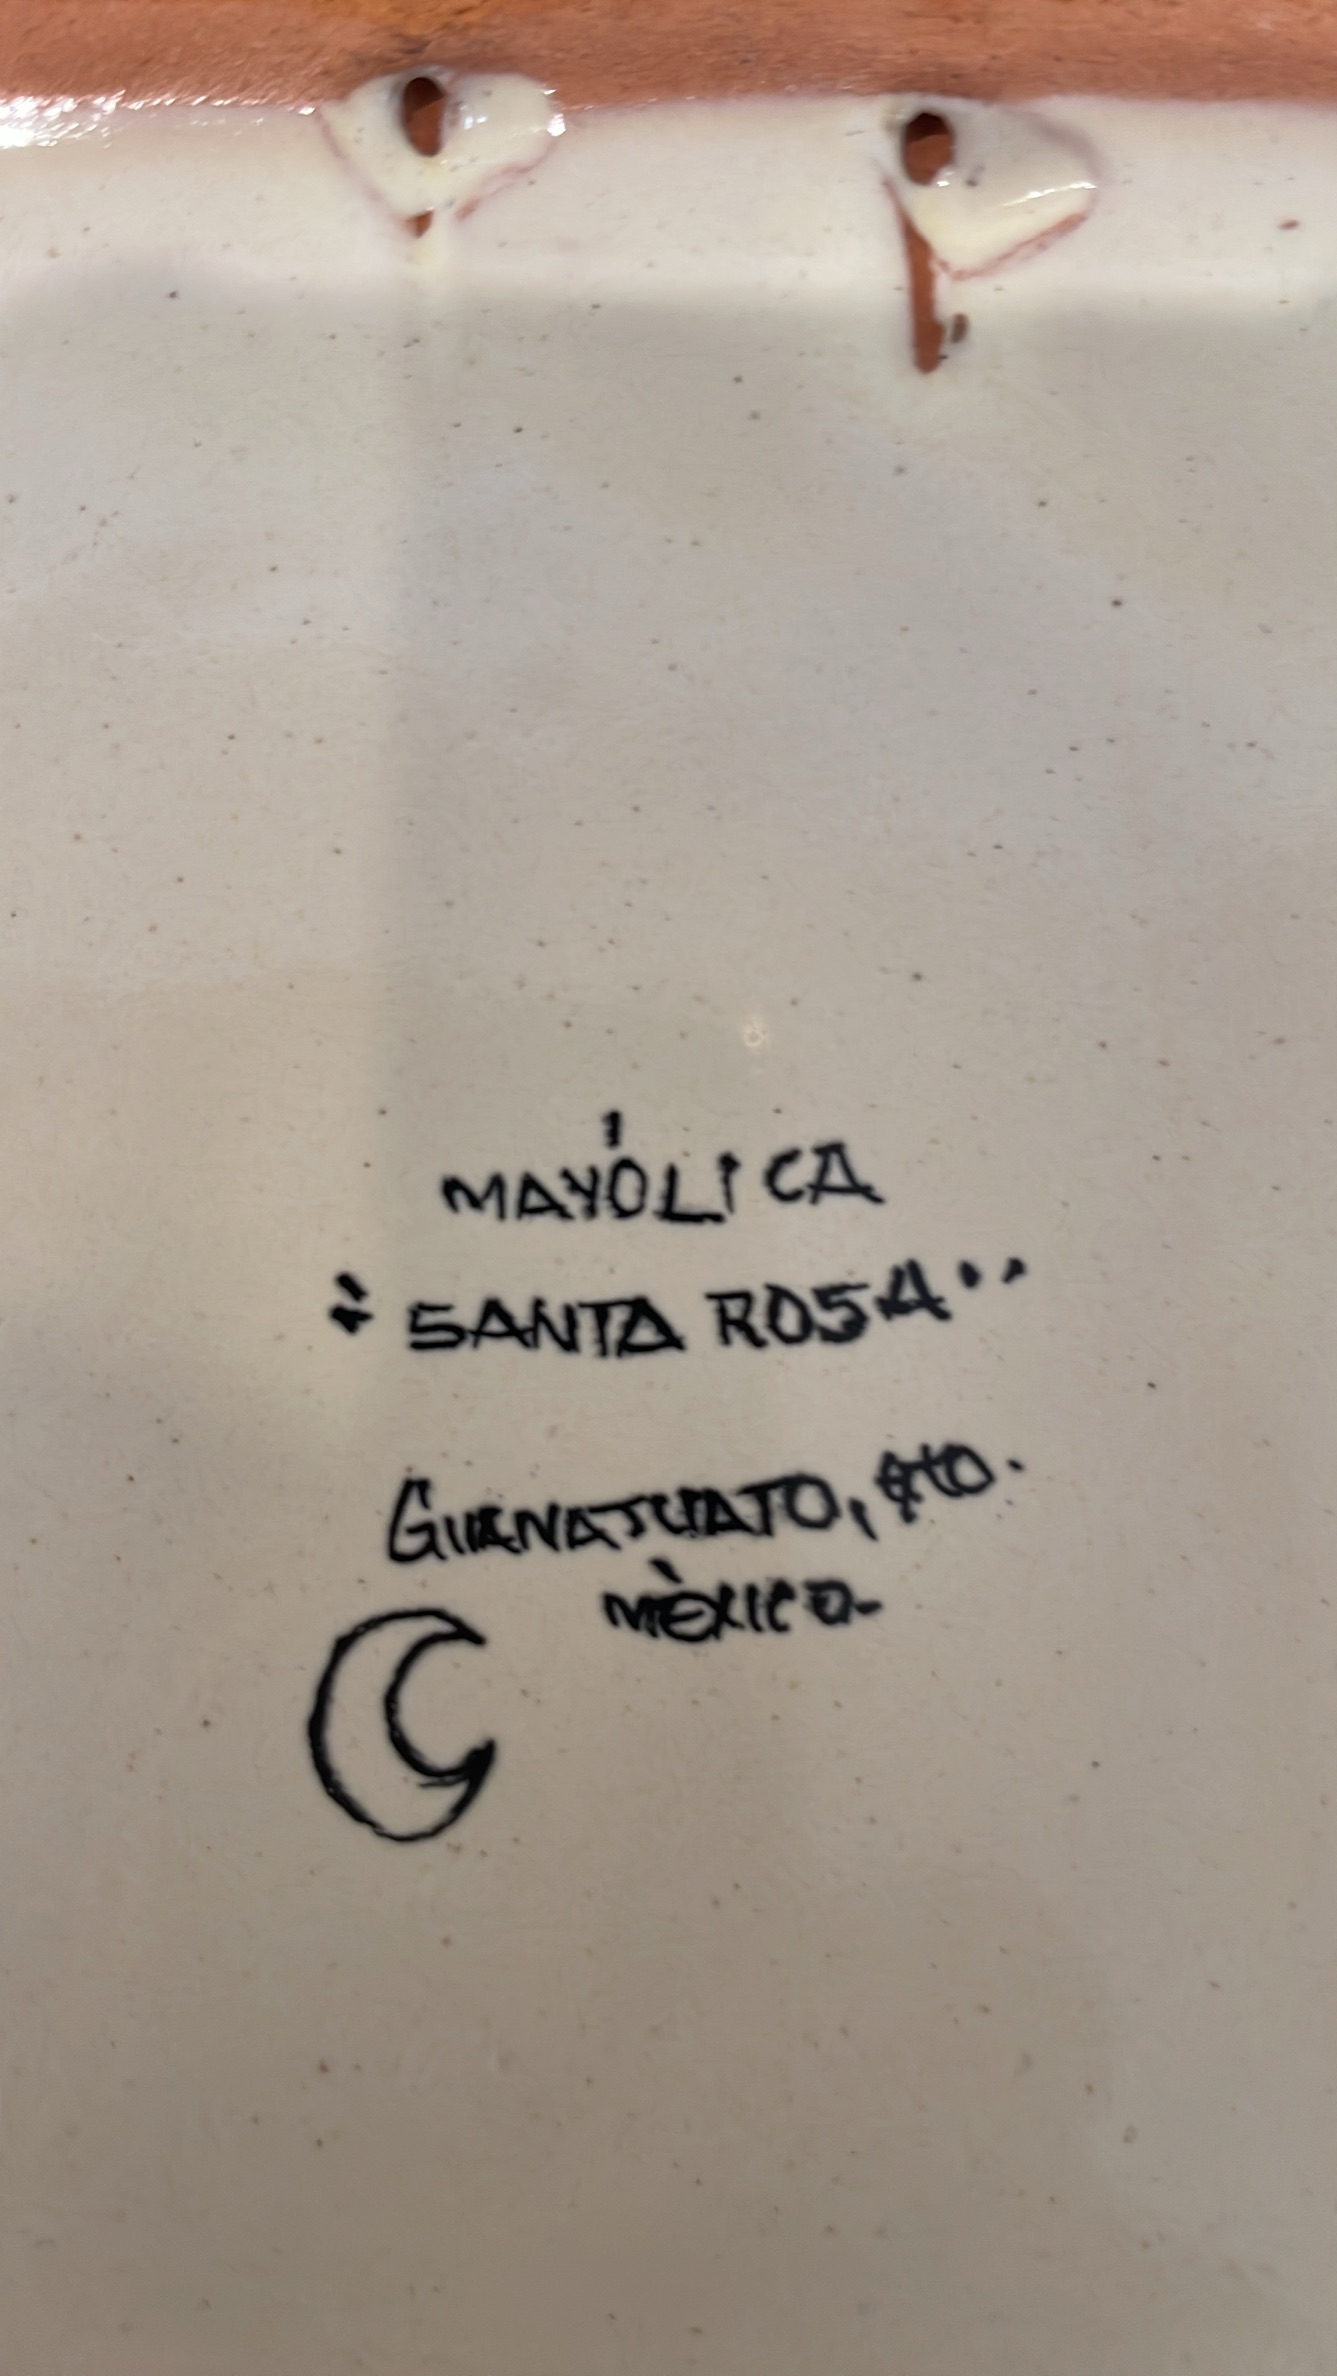 MAYÓLICA
"SANTA ROSA"
GUANAJUATO, Gto.
MÈXICO-